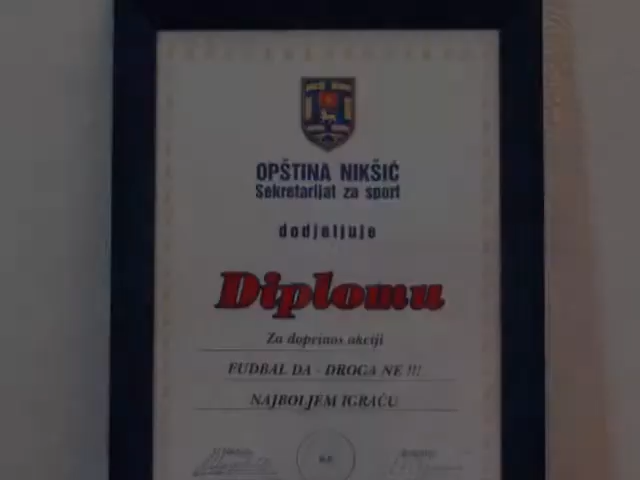 OPŠTINA NIKŠIĆ
Sekretarijat za sport
dodjeljuje
Diplomu
Za doprinos akciji
FUDBAL DA - DROGA NE !!!
NAJBOLJEM IGRAČU
M.P.